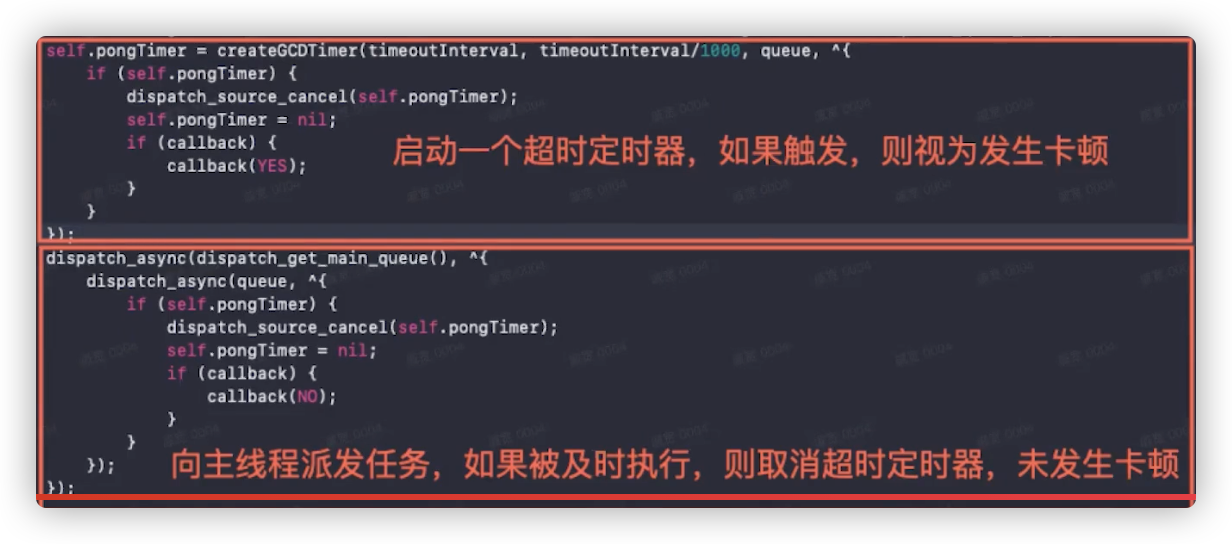 self.pongTimer = createGCDTimer(timeoutInterval, timeoutInterval/1000, queue, ^{
    if (self.pongTimer) {
        dispatch_source_cancel(self.pongTimer);
        self.pongTimer = nil;
        if (callback) {
            callback(YES);
        }
    }
});
启动一个超时定时器，如果触发，则视为发生卡顿
dispatch_async(dispatch_get_main_queue(), ^{
    dispatch_async(queue, ^{
        if (self.pongTimer) {
            dispatch_source_cancel(self.pongTimer);
            self.pongTimer = nil;
            if (callback) {
                callback(NO);
            }
        }
    });
});
向主线程派发任务，如果被及时执行，则取消超时定时器，未发生卡顿